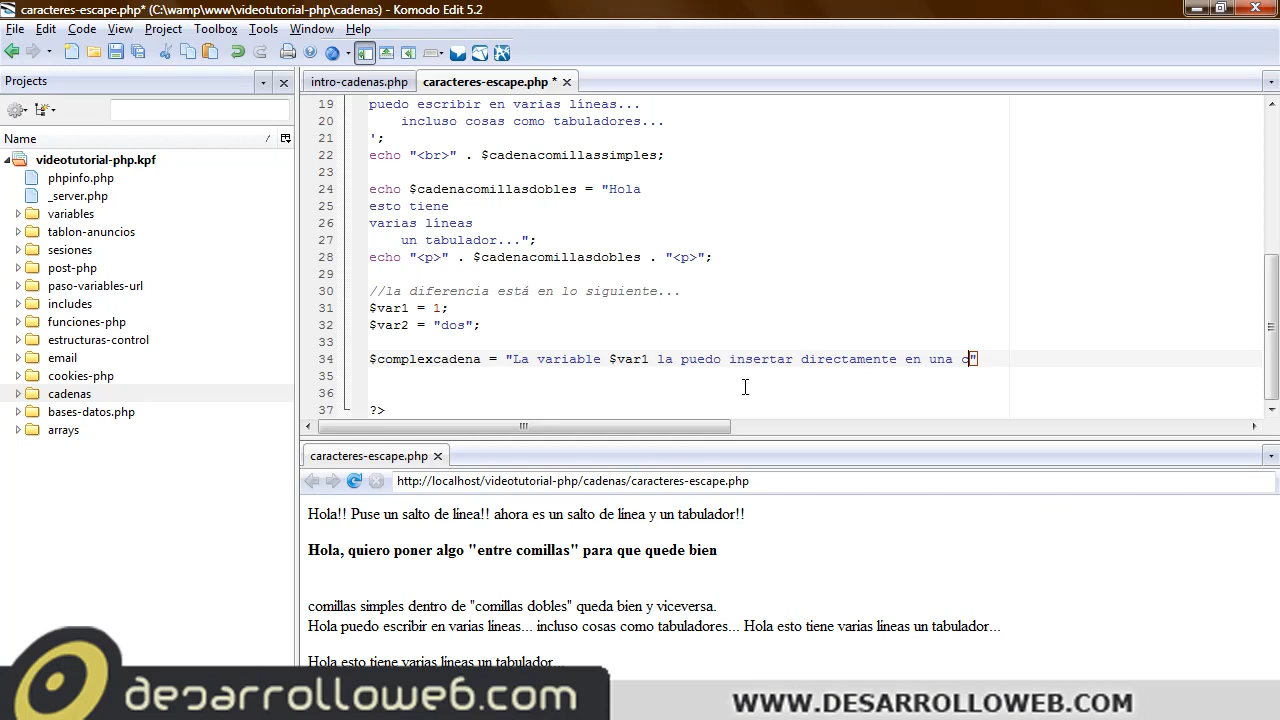 caracteres-escape.php* (C:\wamp\www\videotutorial-php\cadenas) - Komodo Edit 5.2
File Edit Code View Project Toolbox Tools Window Help
Projects
intro-cadenas.php caracteres-escape.php *
Name
videotutorial-php.kpf
phpinfo.php
_server.php
variables
tablon-anuncios
sesiones
post-php
paso-variables-url
includes
funciones-php
estructuras-control
email
cookies-php
cadenas
bases-datos.php
arrays
19 puedo escribir en varias líneas...
20 incluso cosas como tabuladores...
21 ';
22 echo "<br>" . $cadenacomillassimples;
23
24 echo $cadenacomillasdobles = "Hola
25 esto tiene
26 varias líneas
27 un tabulador...";
28 echo "<p>" . $cadenacomillasdobles . "<p>";
29
30 //la diferencia está en lo siguiente...
31 $var1 = 1;
32 $var2 = "dos";
33
34 $complexcadena = "La variable $var1 la puedo insertar directamente en una c"
35
36
37 ?>
caracteres-escape.php
http://localhost/videotutorial-php/cadenas/caracteres-escape.php
Hola!! Puse un salto de línea!! ahora es un salto de línea y un tabulador!!
Hola, quiero poner algo "entre comillas" para que quede bien
comillas simples dentro de "comillas dobles" queda bien y viceversa.
Hola puedo escribir en varias líneas... incluso cosas como tabuladores... Hola esto tiene varias líneas un tabulador...
Hola esto tiene varias líneas un tabulador...
desarrolloweb.com
WWW.DESARROLLOWEB.COM